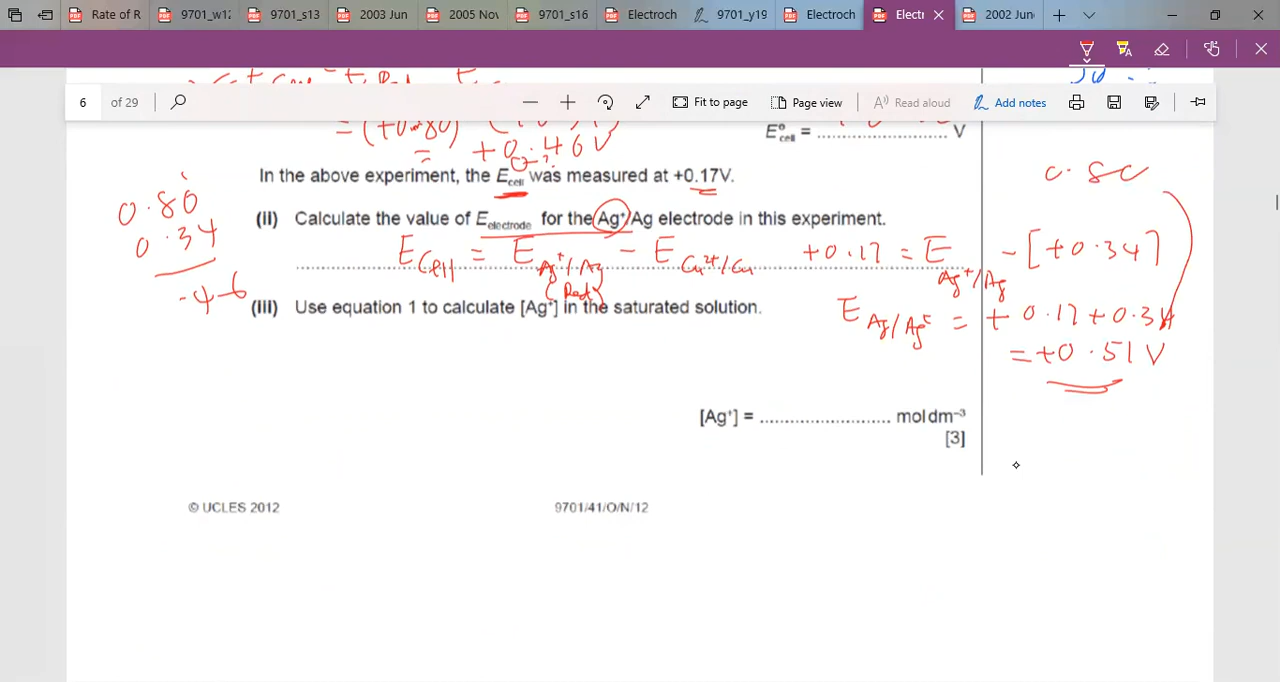 Rate of R
9701_w12
9701_s13
2003 Jun
2005 Nov
9701_s16
Electroch
9701_y19
Electroch
Electr
2002 Jun
6 of 29
Fit to page
Page view
Read aloud
Add notes
= (+0.80)
E°cell = .............................. V
= +0.46 V
In the above experiment, the Ecell was measured at +0.17V.
0.80
0.34
.46
(ii) Calculate the value of Eelectrode for the Ag⁺/Ag electrode in this experiment.
ECell = EAg⁺/Ag - ECu²⁺/Cu
(Red)
+0.17 = EAg⁺/Ag - [+0.34]
(iii) Use equation 1 to calculate [Ag⁺] in the saturated solution.
EAg/Ag⁺ = + 0.17 + 0.34
= +0.51 V
[Ag⁺] = .............................. mol dm⁻³
[3]
© UCLES 2012
9701/41/O/N/12